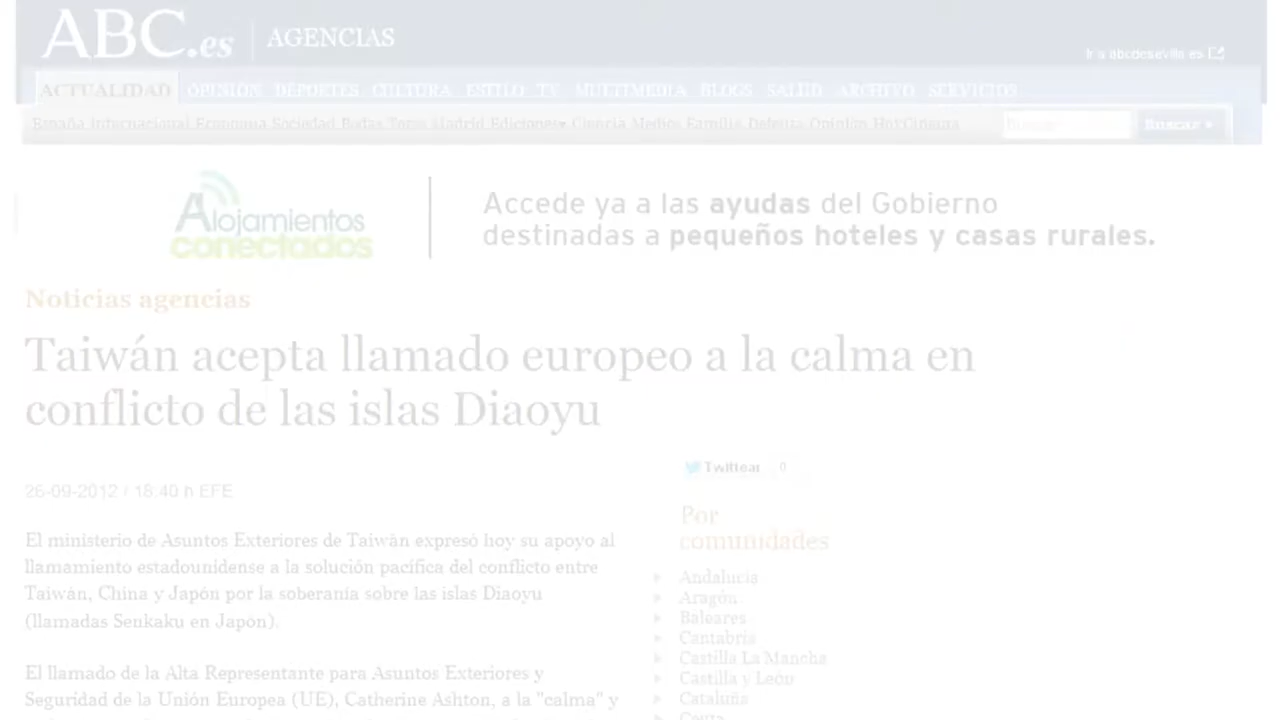 ABC.es AGENCIAS
Ir a abcdesevilla.es
ACTUALIDAD OPINIÓN DEPORTES CULTURA ESTILO TV MULTIMEDIA BLOGS SALUD ARCHIVO SERVICIOS
España Internacional Economía Sociedad Toros Madrid Ediciones Ciencia Medios Familia Defensa Opinión HoyCinema
Buscar »
Alojamientos
conectados
Accede ya a las ayudas del Gobierno
destinadas a pequeños hoteles y casas rurales.
Noticias agencias
Taiwán acepta llamado europeo a la calma en
conflicto de las islas Diaoyu
Twittear 0
26-09-2012 / 18:40 h EFE
El ministerio de Asuntos Exteriores de Taiwán expresó hoy su apoyo al
llamamiento estadounidense a la solución pacífica del conflicto entre
Taiwán, China y Japón por la soberanía sobre las islas Diaoyu
(llamadas Senkaku en Japón).
El llamado de la Alta Representante para Asuntos Exteriores y
Seguridad de la Unión Europea (UE), Catherine Ashton, a la "calma" y
Por
comunidades
Andalucía
Aragón
Baleares
Cantabria
Castilla La Mancha
Castilla y León
Cataluña
Ceuta